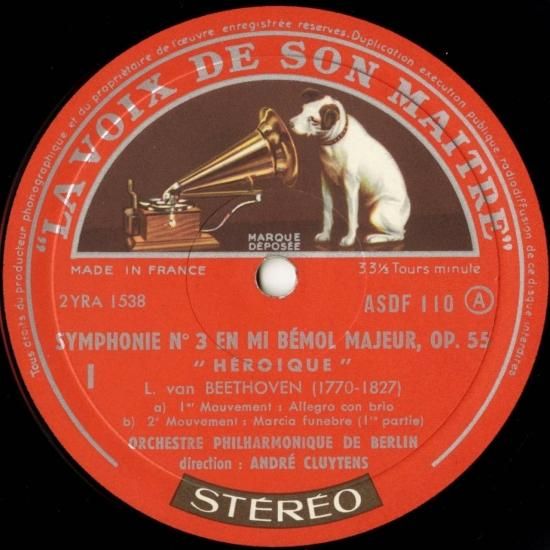 Tous droits du producteur phonographique et du propriétaire de l'œuvre enregistrée réservés. Duplication exécution publique radiodiffusion de ce disque interdites
"LA VOIX DE SON MAITRE"
MARQUE
DÉPOSÉE
MADE IN FRANCE
33⅓ Tours minute
2YRA 1538
ASDF 110 A
SYMPHONIE N° 3 EN MI BÉMOL MAJEUR, OP. 55
"HÉROIQUE"
I
L. van BEETHOVEN (1770-1827)
a) 1er Mouvement : Allegro con brio
b) 2e Mouvement : Marcia funebre (1re partie)
ORCHESTRE PHILHARMONIQUE DE BERLIN
direction : ANDRÉ CLUYTENS
STÉRÉO